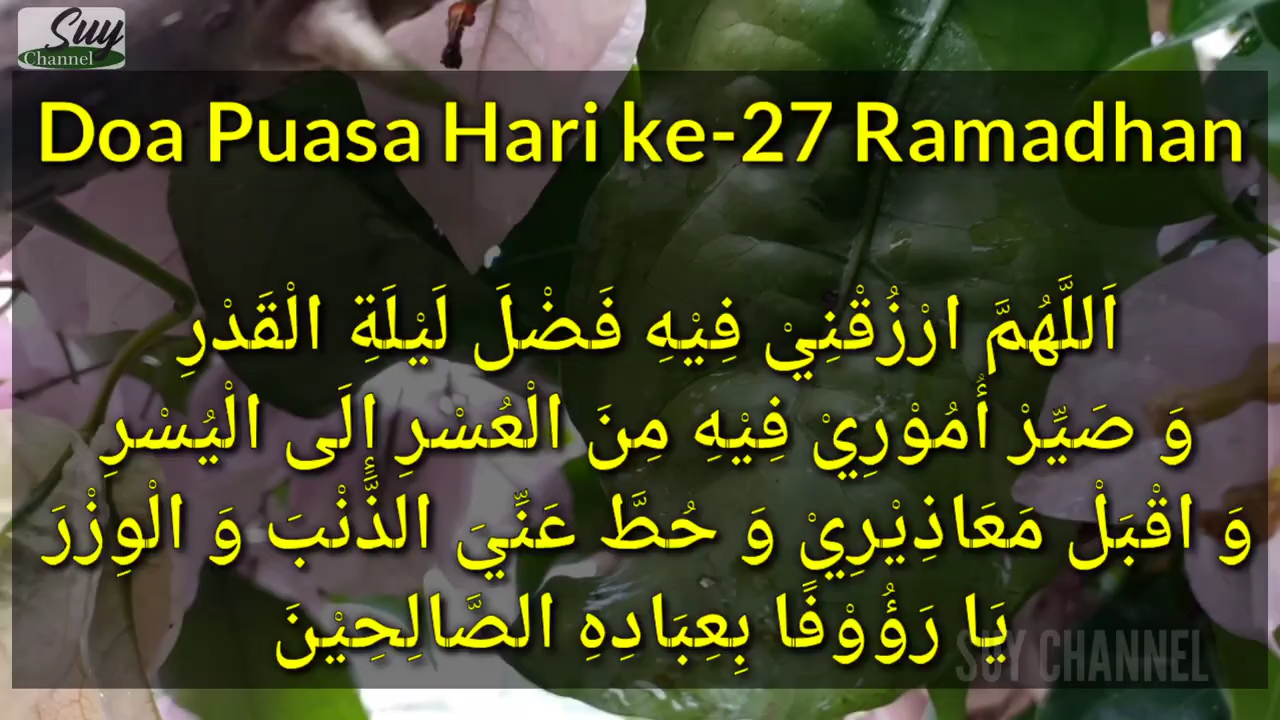 Suy
Channel
Doa Puasa Hari ke-27 Ramadhan
اَللَّهُمَّ ارْزُقْنِيْ فِيْهِ فَضْلَ لَيْلَةِ الْقَدْرِ
وَ صَيِّرْ أُمُوْرِيْ فِيْهِ مِنَ الْعُسْرِ إِلَى الْيُسْرِ
وَ اقْبَلْ مَعَاذِيْرِيْ وَ حُطَّ عَنِّيَ الذَّنْبَ وَ الْوِزْرَ
يَا رَؤُوْفًا بِعِبَادِهِ الصَّالِحِيْنَ
SUY CHANNEL